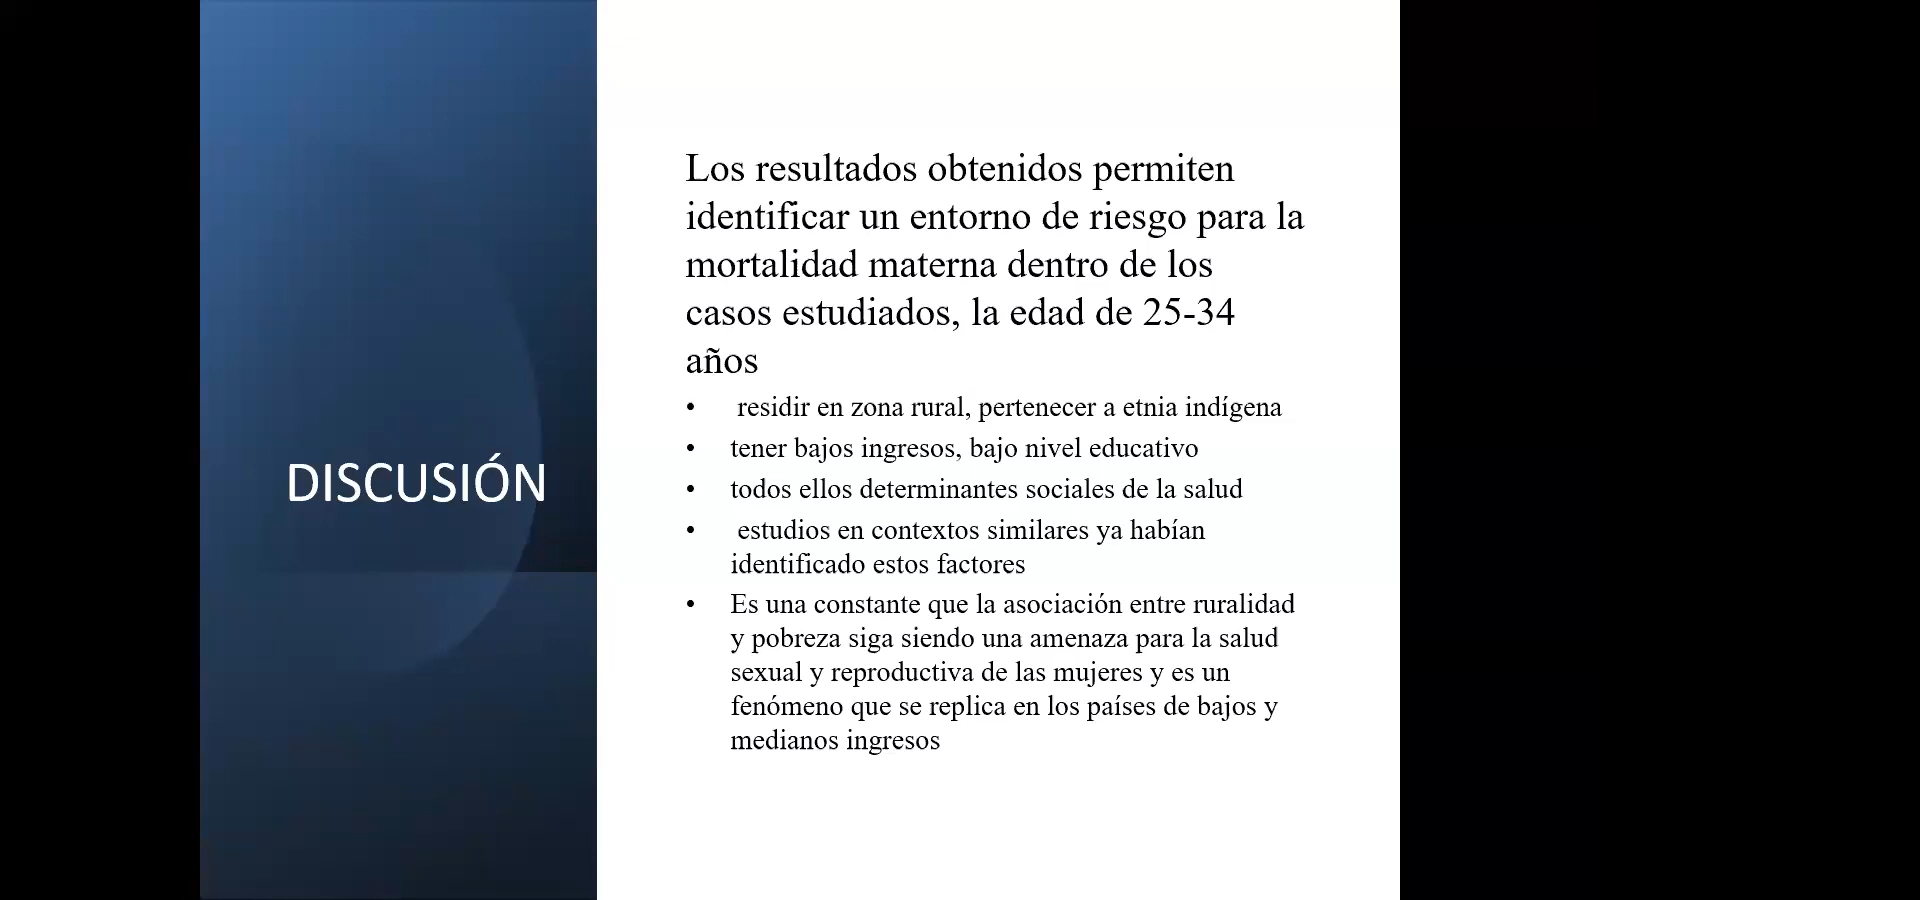 DISCUSIÓN
Los resultados obtenidos permiten
identificar un entorno de riesgo para la
mortalidad materna dentro de los
casos estudiados, la edad de 25-34
años
• residir en zona rural, pertenecer a etnia indígena
• tener bajos ingresos, bajo nivel educativo
• todos ellos determinantes sociales de la salud
• estudios en contextos similares ya habían
identificado estos factores
• Es una constante que la asociación entre ruralidad
y pobreza siga siendo una amenaza para la salud
sexual y reproductiva de las mujeres y es un
fenómeno que se replica en los países de bajos y
medianos ingresos